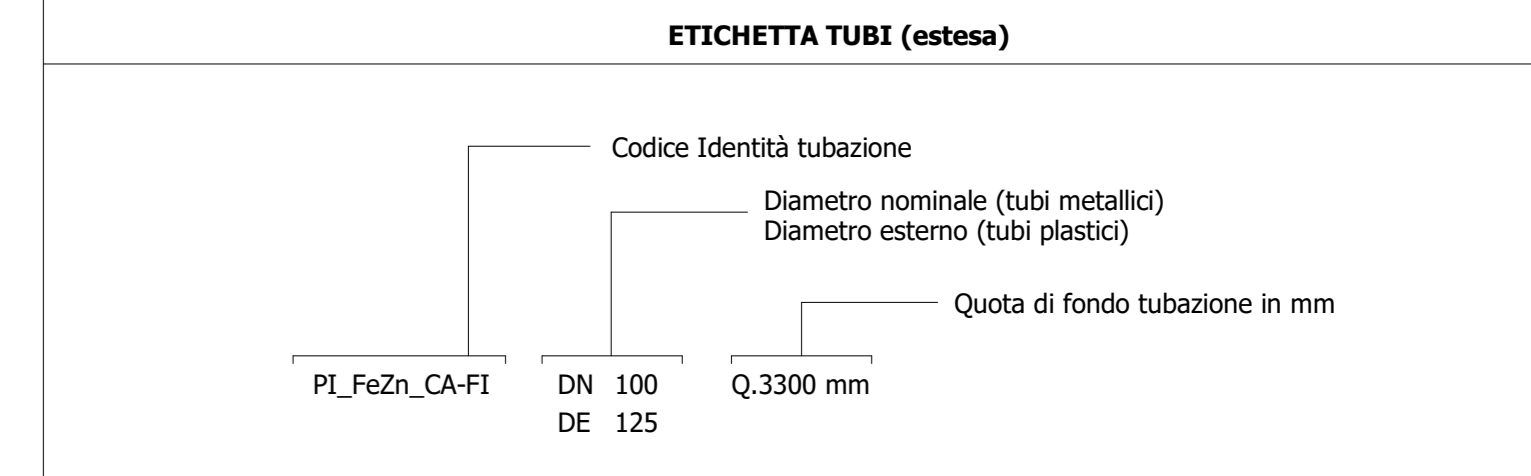 ETICHETTA TUBI (estesa)
Codice Identità tubazione
Diametro nominale (tubi metallici)
Diametro esterno (tubi plastici)
Quota di fondo tubazione in mm
PI_FeZn_CA-FI DN 100 Q.3300 mm
DE 125